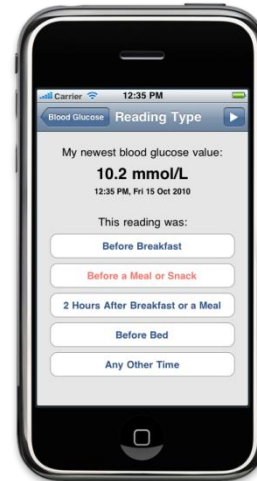 Carrier 12:35 PM
Blood Glucose Reading Type
My newest blood glucose value:
10.2 mmol/L
12:35 PM, Fri 15 Oct 2010
This reading was:
Before Breakfast
Before a Meal or Snack
2 Hours After Breakfast or a Meal
Before Bed
Any Other Time